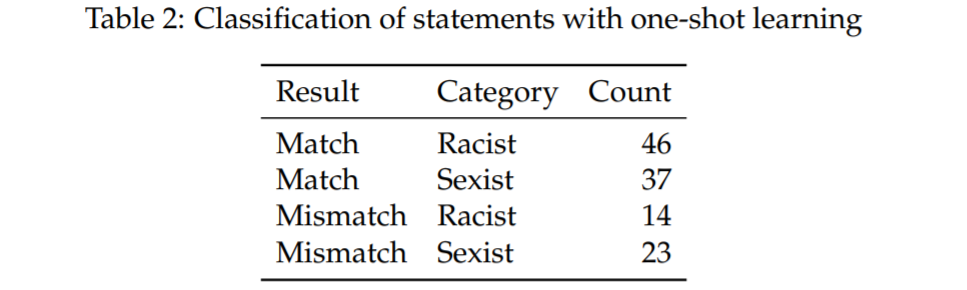 Table 2: Classification of statements with one-shot learning
Result Category Count
Match Racist 46
Match Sexist 37
Mismatch Racist 14
Mismatch Sexist 23